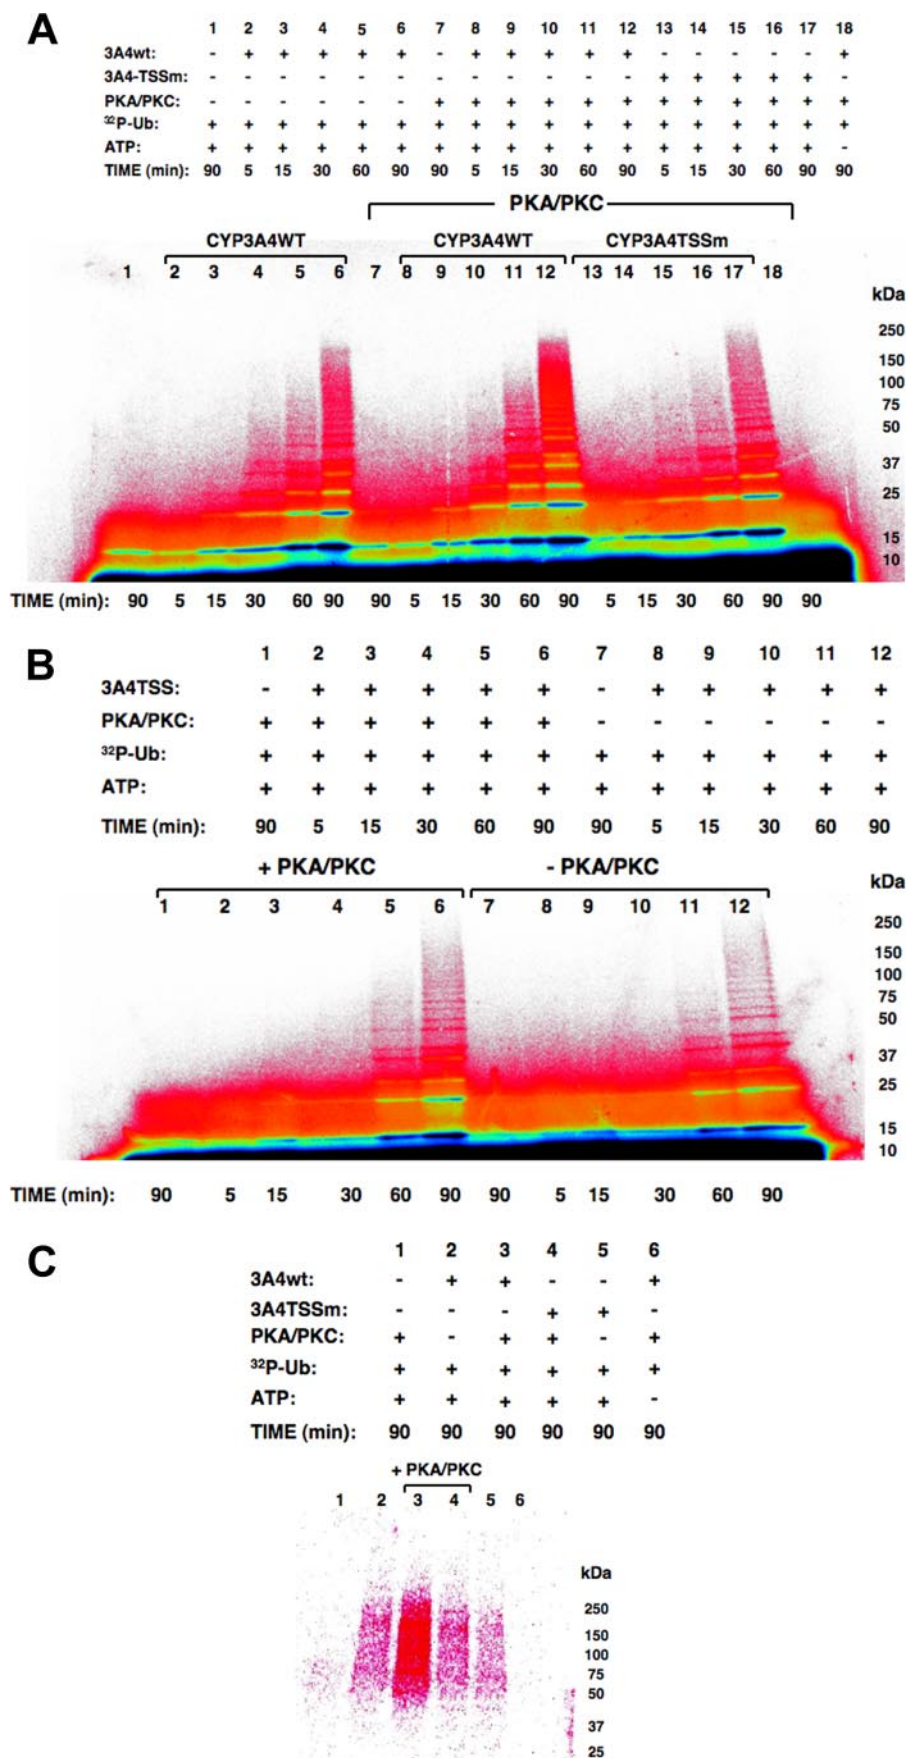 A
1 2 3 4 5 6 7 8 9 10 11 12 13 14 15 16 17 18
3A4wt: - + + + + + - + + + + + - - - - - +
3A4-TSSm: - - - - - - - - - - - - + + + + + -
PKA/PKC: - - - - - - + + + + + + + + + + + +
³²P-Ub: + + + + + + + + + + + + + + + + + +
ATP: + + + + + + + + + + + + + + + + + -
TIME (min): 90 5 15 30 60 90 90 5 15 30 60 90 5 15 30 60 90 90
PKA/PKC
CYP3A4WT CYP3A4WT CYP3A4TSSm
1 2 3 4 5 6 7 8 9 10 11 12 13 14 15 16 17 18
kDa
250
150
100
75
50
37
25
15
10
TIME (min): 90 5 15 30 60 90 90 5 15 30 60 90 5 15 30 60 90 90
B
1 2 3 4 5 6 7 8 9 10 11 12
3A4TSS: - + + + + + - + + + + +
PKA/PKC: + + + + + + - - - - - -
³²P-Ub: + + + + + + + + + + + +
ATP: + + + + + + + + + + + +
TIME (min): 90 5 15 30 60 90 90 5 15 30 60 90
+ PKA/PKC - PKA/PKC
1 2 3 4 5 6 7 8 9 10 11 12
kDa
250
150
100
75
50
37
25
15
10
TIME (min): 90 5 15 30 60 90 90 5 15 30 60 90
C
1 2 3 4 5 6
3A4wt: - + + - - +
3A4TSSm: - - - + + -
PKA/PKC: + - + + - +
³²P-Ub: + + + + + +
ATP: + + + + + -
TIME (min): 90 90 90 90 90 90
+ PKA/PKC
1 2 3 4 5 6
kDa
250
150
100
75
50
37
25